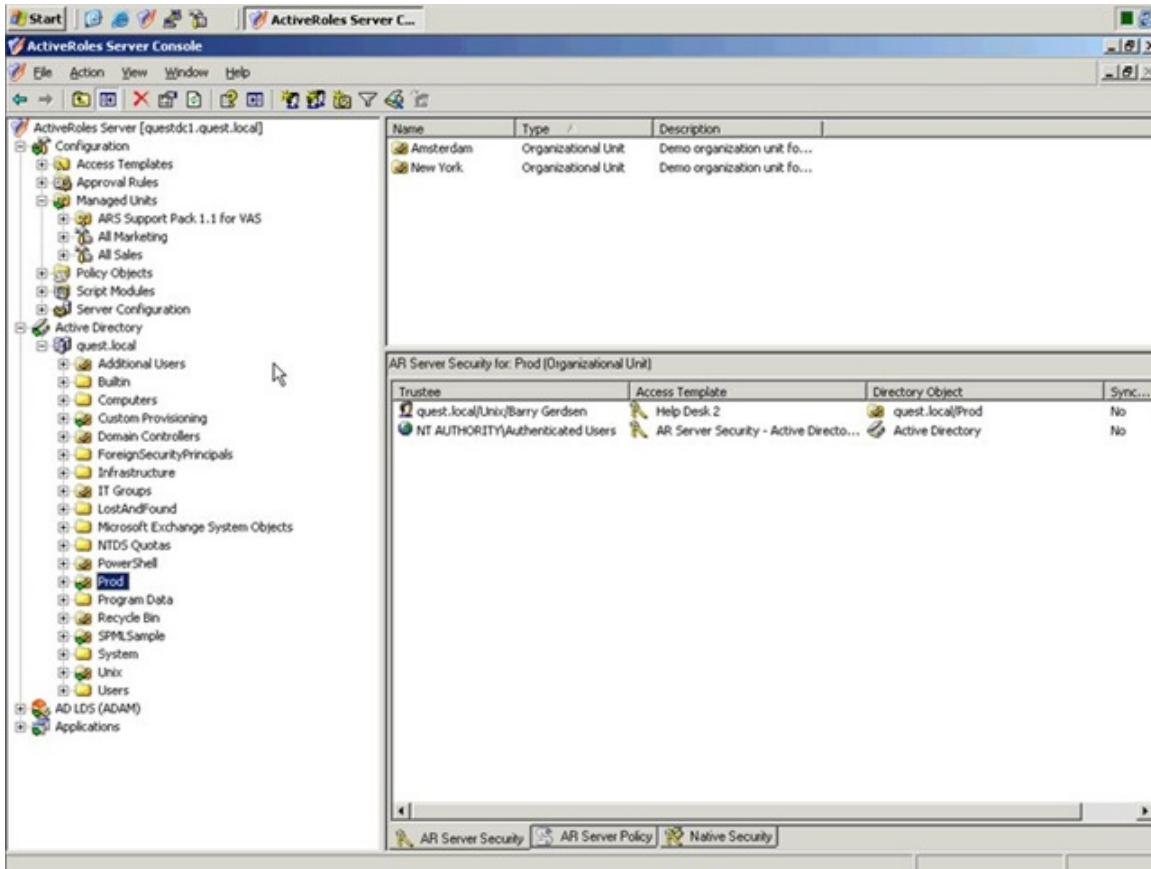 Start
ActiveRoles Server C...
ActiveRoles Server Console
File Action View Window Help
ActiveRoles Server [questdc1.quest.local]
Configuration
Access Templates
Approval Rules
Managed Units
ARS Support Pack 1.1 for VAS
All Marketing
All Sales
Policy Objects
Script Modules
Server Configuration
Active Directory
quest.local
Additional Users
Builtin
Computers
Custom Provisioning
Domain Controllers
ForeignSecurityPrincipals
Infrastructure
IT Groups
LostAndFound
Microsoft Exchange System Objects
NTDS Quotas
PowerShell
Prod
Program Data
Recycle Bin
SPMLSample
System
Unix
Users
AD LDS (ADAM)
Applications
Name Type Description
Amsterdam Organizational Unit Demo organization unit fo...
New York Organizational Unit Demo organization unit fo...
AR Server Security for: Prod (Organizational Unit)
Trustee Access Template Directory Object Sync...
quest.local/Unix/Barry Gerdsen Help Desk 2 quest.local/Prod No
NT AUTHORITY\Authenticated Users AR Server Security - Active Directo... Active Directory No
AR Server Security AR Server Policy Native Security